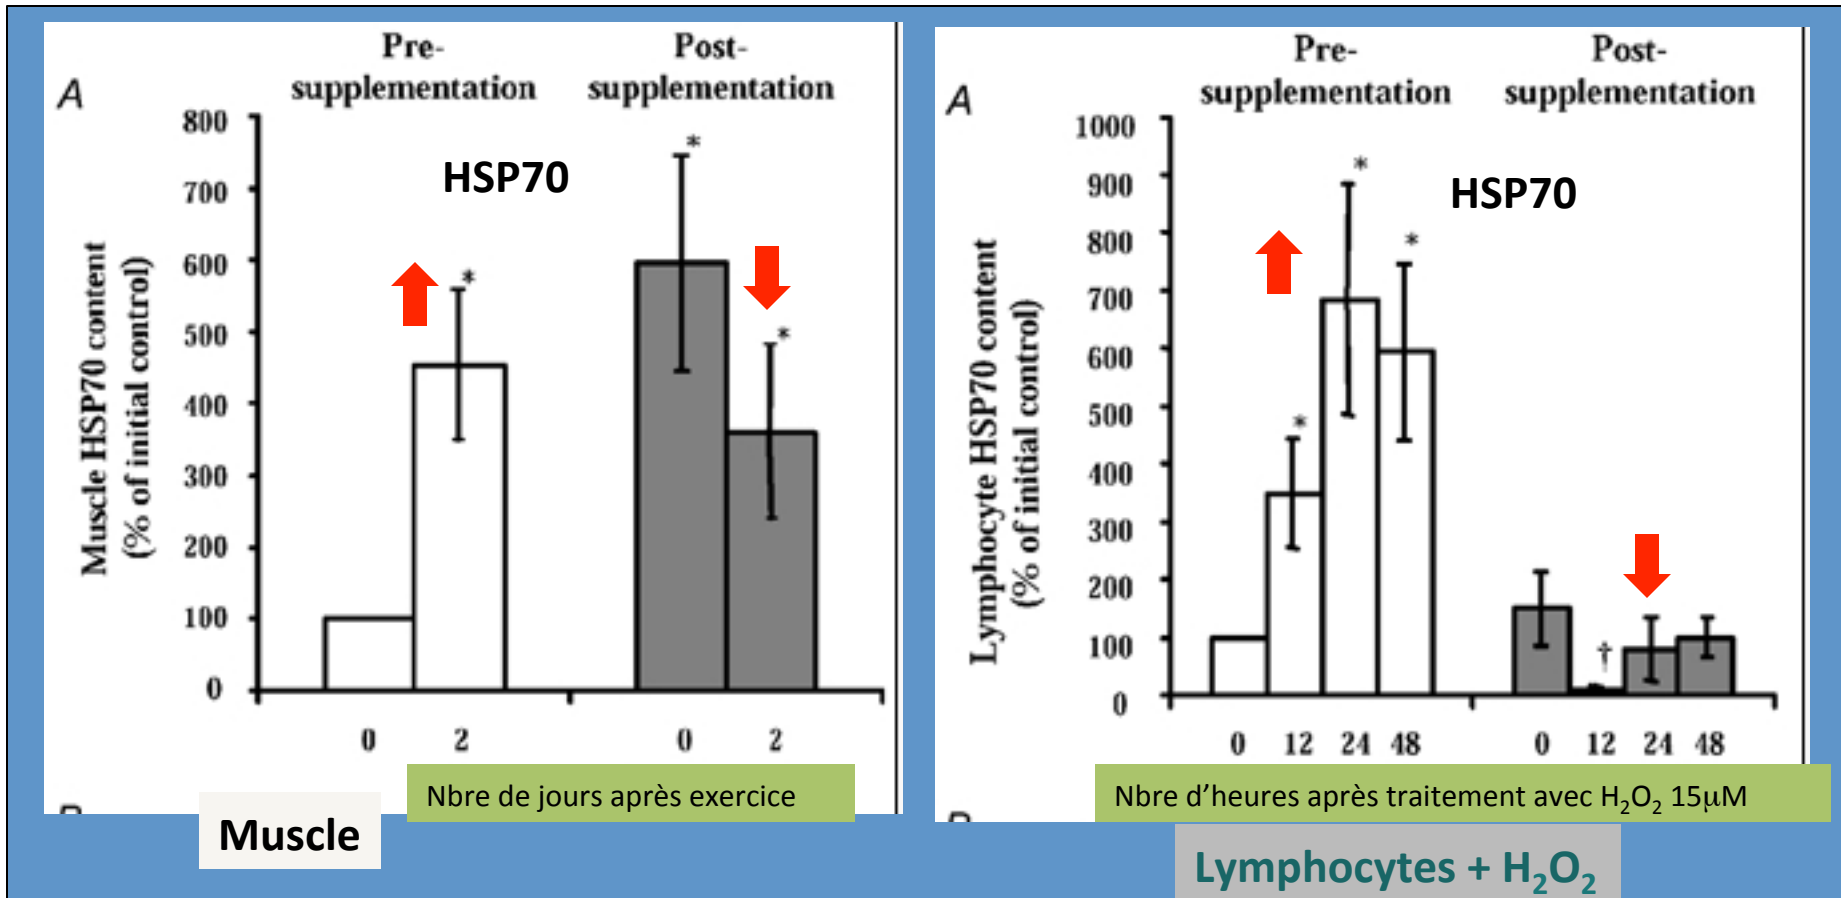 A
Pre-
supplementation
Post-
supplementation
HSP70
Muscle HSP70 content
(% of initial control)
800
700
600
500
400
300
200
100
0
*
*
*
0 2 0 2
Nbre de jours après exercice
Muscle
A
Pre-
supplementation
Post-
supplementation
HSP70
Lymphocyte HSP70 content
(% of initial control)
1000
900
800
700
600
500
400
300
200
100
0
*
*
*
†
0 12 24 48 0 12 24 48
Nbre d’heures après traitement avec H₂O₂ 15µM
Lymphocytes + H₂O₂